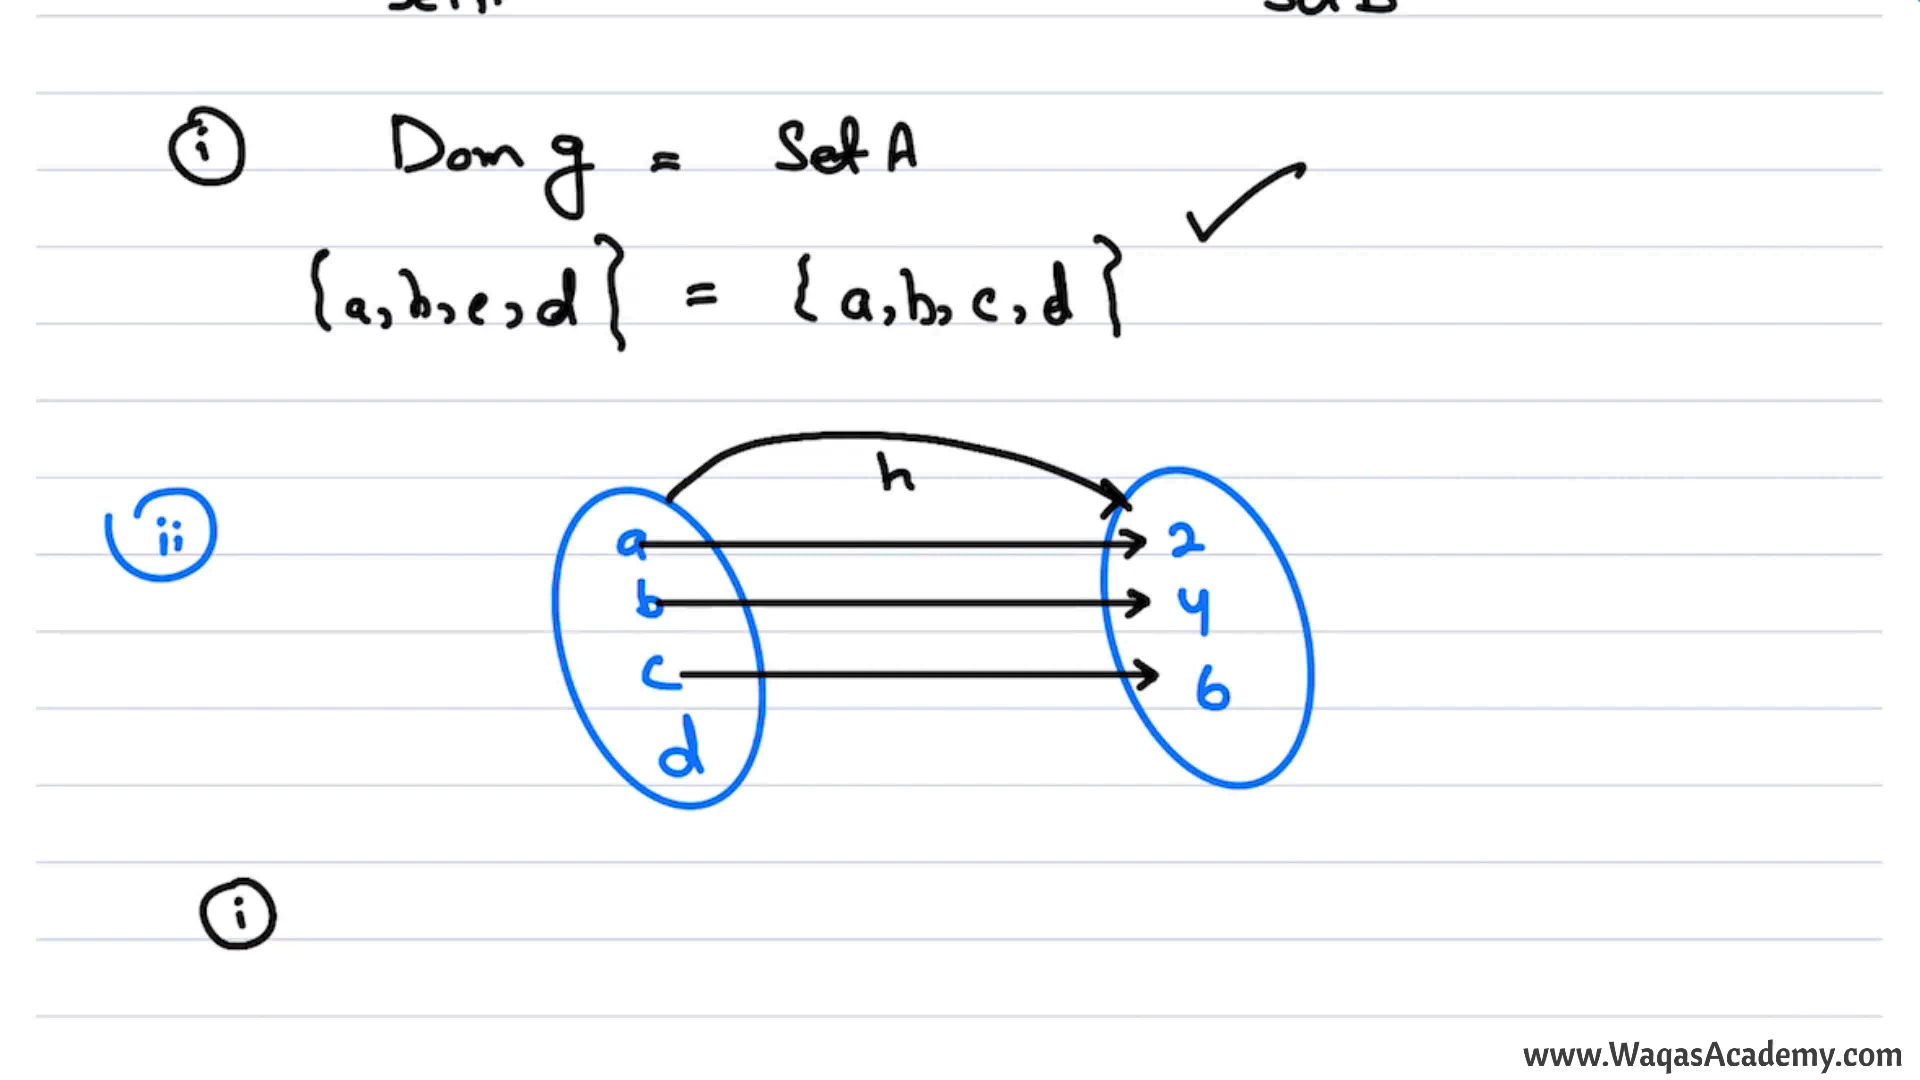 i Dom g = Set A
{a, b, c, d} = {a, b, c, d}
h
ii
a 2
b 4
c 6
d
i
www.WaqasAcademy.com